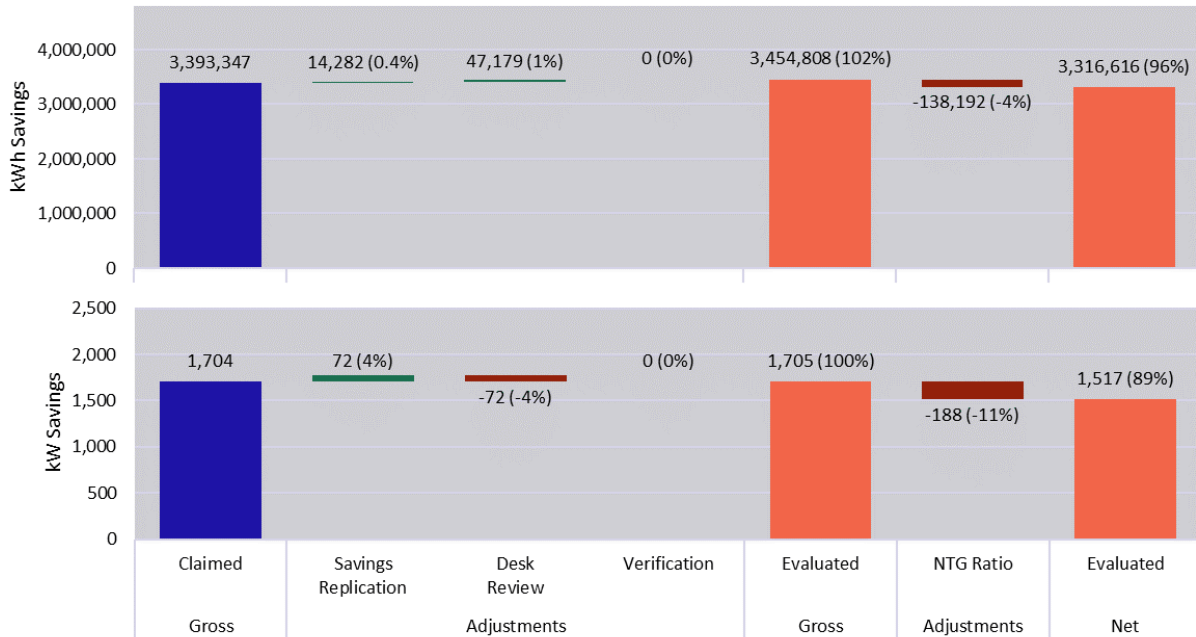 4,000,000
3,000,000
2,000,000
1,000,000
0
kWh Savings
3,393,347
14,282 (0.4%)
47,179 (1%)
0 (0%)
3,454,808 (102%)
-138,192 (-4%)
3,316,616 (96%)
2,500
2,000
1,500
1,000
500
0
kW Savings
1,704
72 (4%)
-72 (-4%)
0 (0%)
1,705 (100%)
-188 (-11%)
1,517 (89%)
Claimed
Savings
Replication
Desk
Review
Verification
Evaluated
NTG Ratio
Evaluated
Gross
Adjustments
Gross
Adjustments
Net